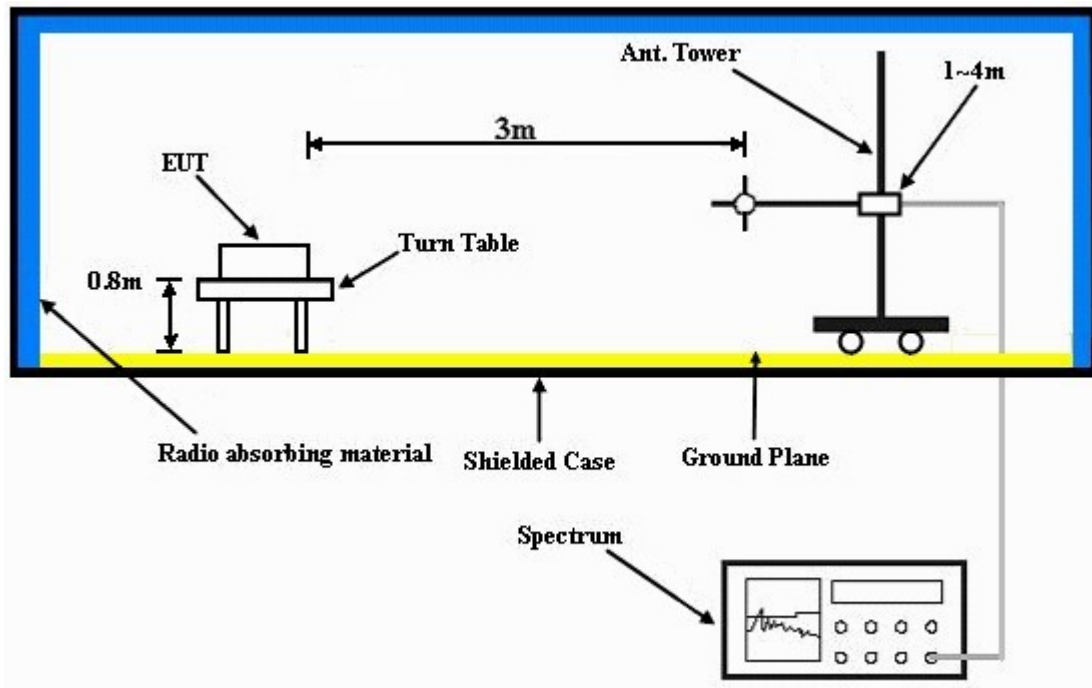 Ant. Tower
1~4m
3m
EUT
Turn Table
0.8m
Radio absorbing material
Shielded Case
Ground Plane
Spectrum